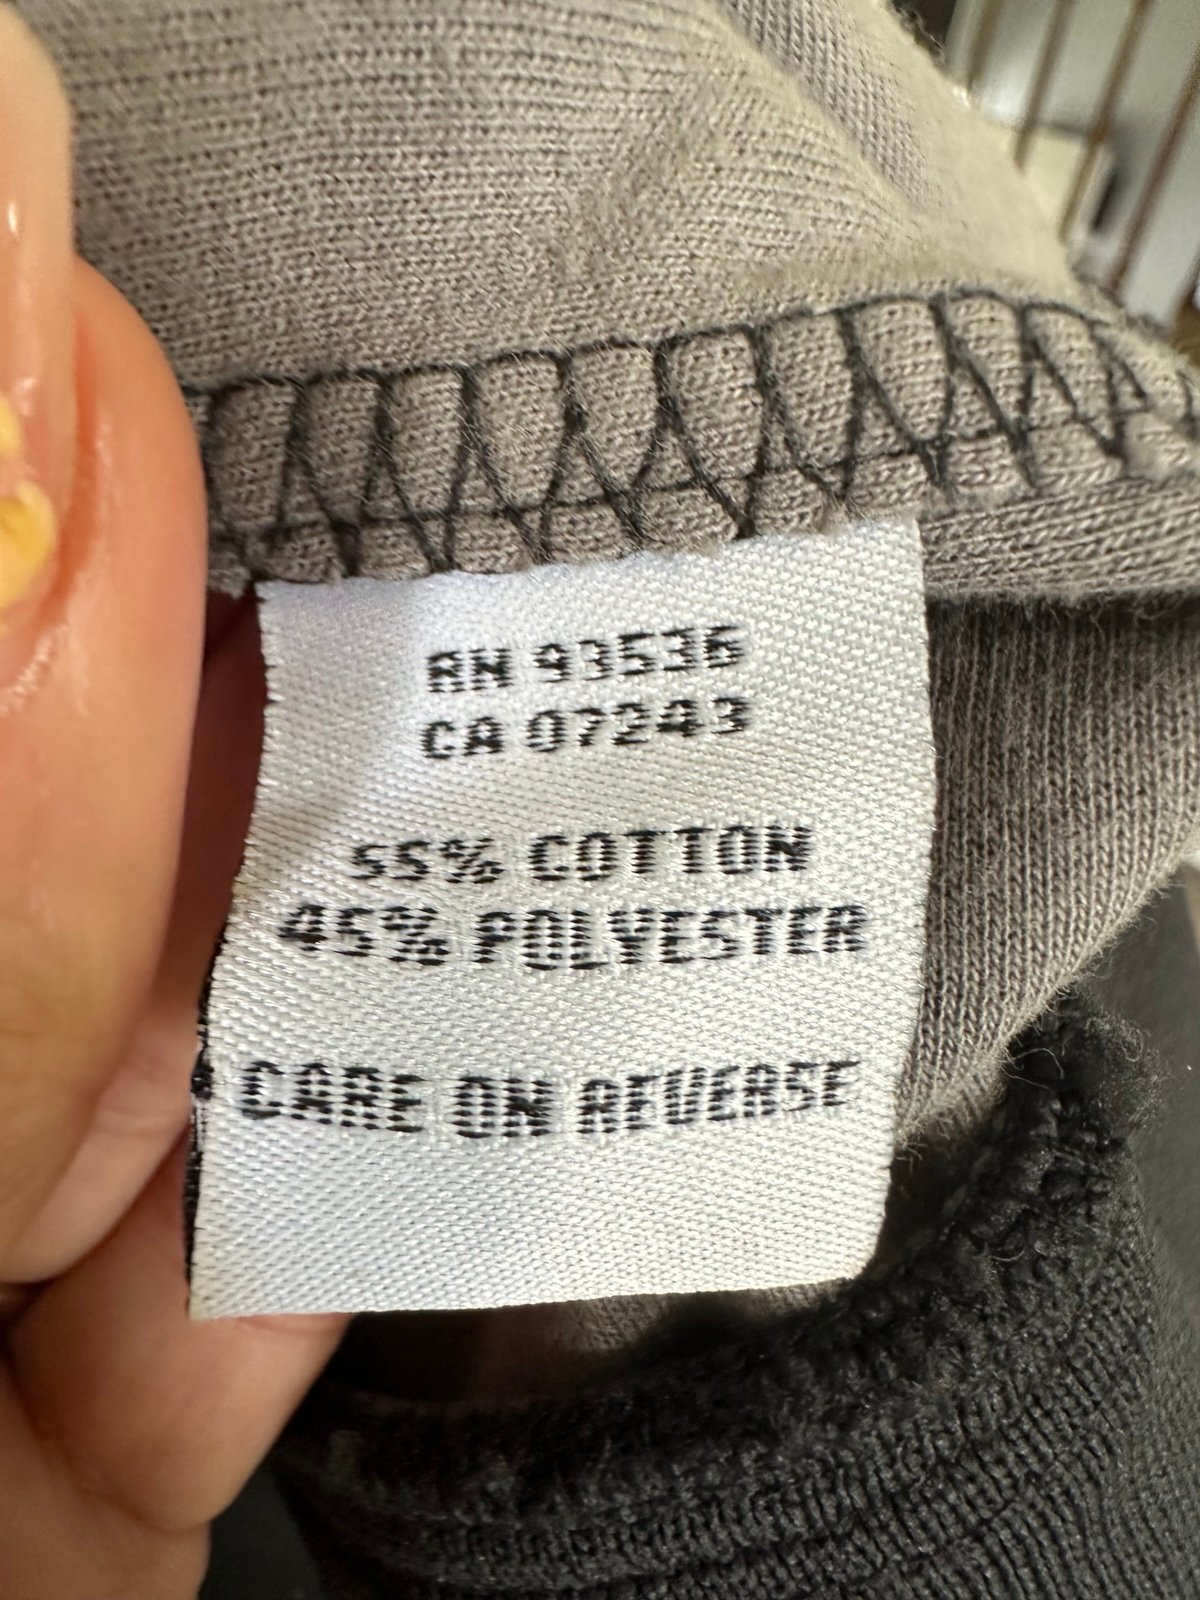 RN 93536
CA 07243
55% COTTON
45% POLYESTER
CARE ON REVERSE